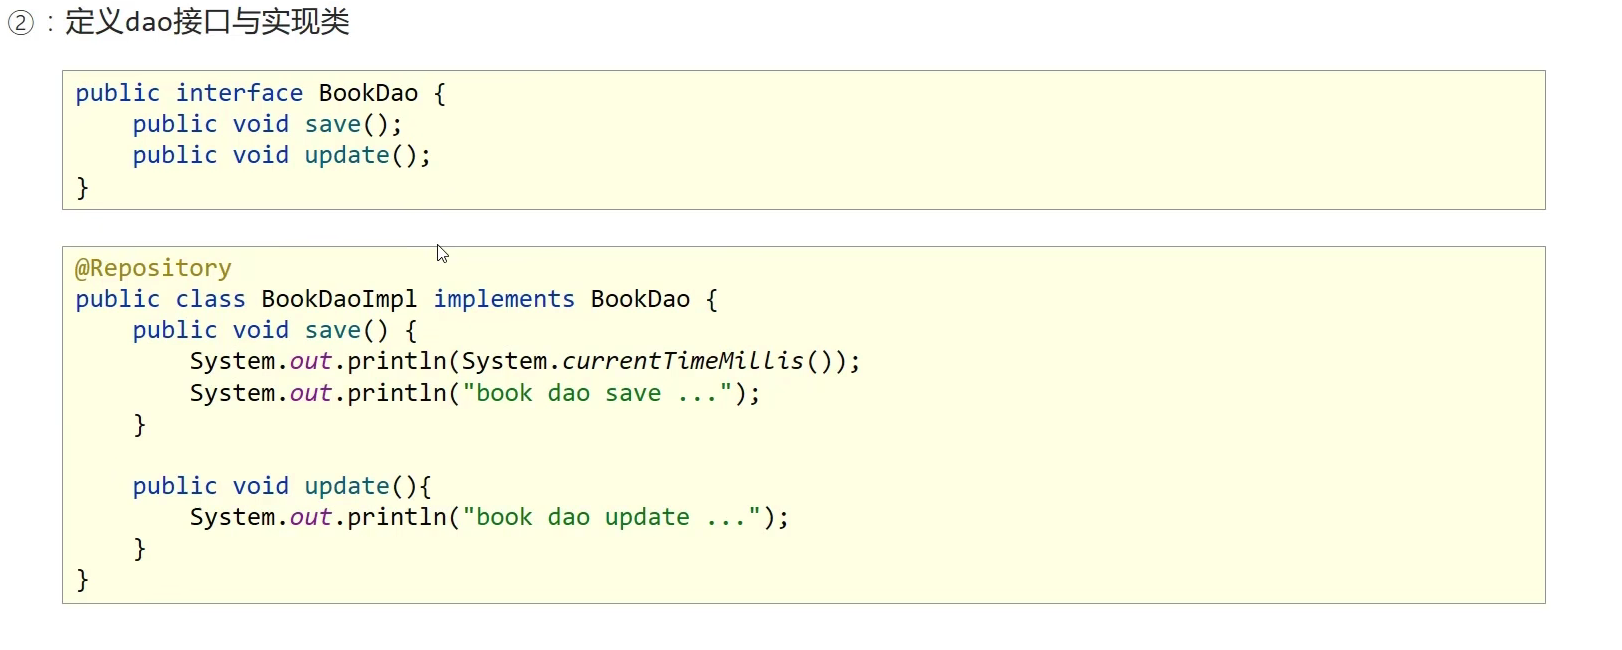 ②：定义dao接口与实现类
public interface BookDao {
    public void save();
    public void update();
}
@Repository
public class BookDaoImpl implements BookDao {
    public void save() {
        System.out.println(System.currentTimeMillis());
        System.out.println("book dao save ...");
    }
    public void update(){
        System.out.println("book dao update ...");
    }
}